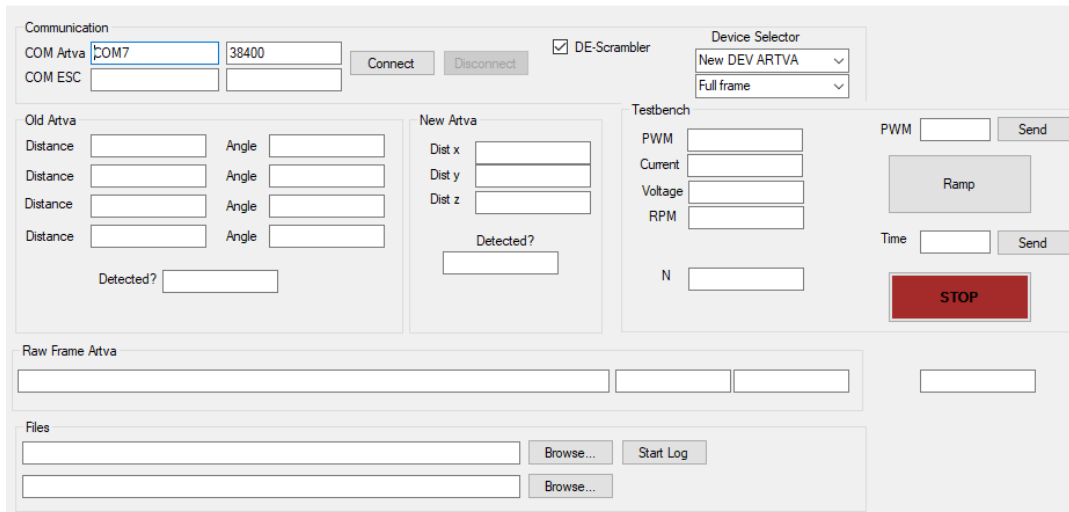 Communication
COM Artva COM7 38400 Connect Disconnect DE-Scrambler
Device Selector
New DEV ARTVA
Full frame
COM ESC
Old Artva
Distance Angle
Distance Angle
Distance Angle
Distance Angle
Detected?
New Artva
Dist x
Dist y
Dist z
Detected?
Testbench
PWM
Current
Voltage
RPM
N
PWM Send
Ramp
Time Send
STOP
Raw Frame Artva
Files
Browse... Start Log
Browse...